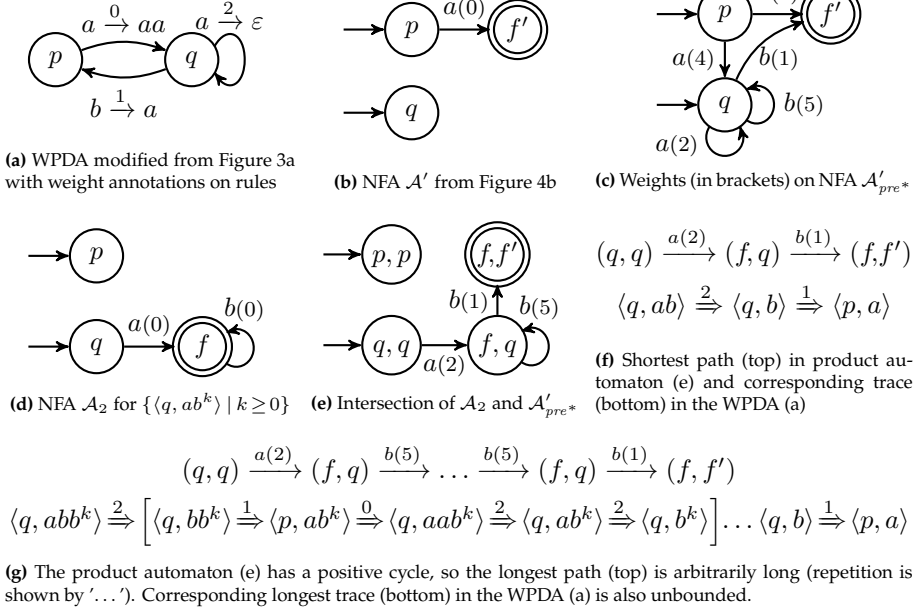 a 0→ aa
a 2→ ε
p
q
b 1→ a
(a) WPDA modified from Figure 3a
with weight annotations on rules
p
a(0)
f′
q
(b) NFA 𝒜′ from Figure 4b
p
f′
a(4)
b(1)
q
b(5)
a(2)
(c) Weights (in brackets) on NFA 𝒜′pre*
p
b(0)
q
a(0)
f
(d) NFA 𝒜2 for {⟨q, abᵏ⟩ | k ≥ 0}
p, p
f,f′
b(1)
b(5)
q, q
a(2)
f, q
(e) Intersection of 𝒜2 and 𝒜′pre*
(q, q) a(2)→ (f, q) b(1)→ (f,f′)
⟨q, ab⟩ 2⇒ ⟨q, b⟩ 1⇒ ⟨p, a⟩
(f) Shortest path (top) in product au-
tomaton (e) and corresponding trace
(bottom) in the WPDA (a)
(q, q) a(2)→ (f, q) b(5)→ … b(5)→ (f, q) b(1)→ (f, f′)
⟨q, abbᵏ⟩ 2⇒ [⟨q, bbᵏ⟩ 1⇒ ⟨p, abᵏ⟩ 0⇒ ⟨q, aabᵏ⟩ 2⇒ ⟨q, abᵏ⟩ 2⇒ ⟨q, bᵏ⟩] … ⟨q, b⟩ 1⇒ ⟨p, a⟩
(g) The product automaton (e) has a positive cycle, so the longest path (top) is arbitrarily long (repetition is
shown by '…'). Corresponding longest trace (bottom) in the WPDA (a) is also unbounded.